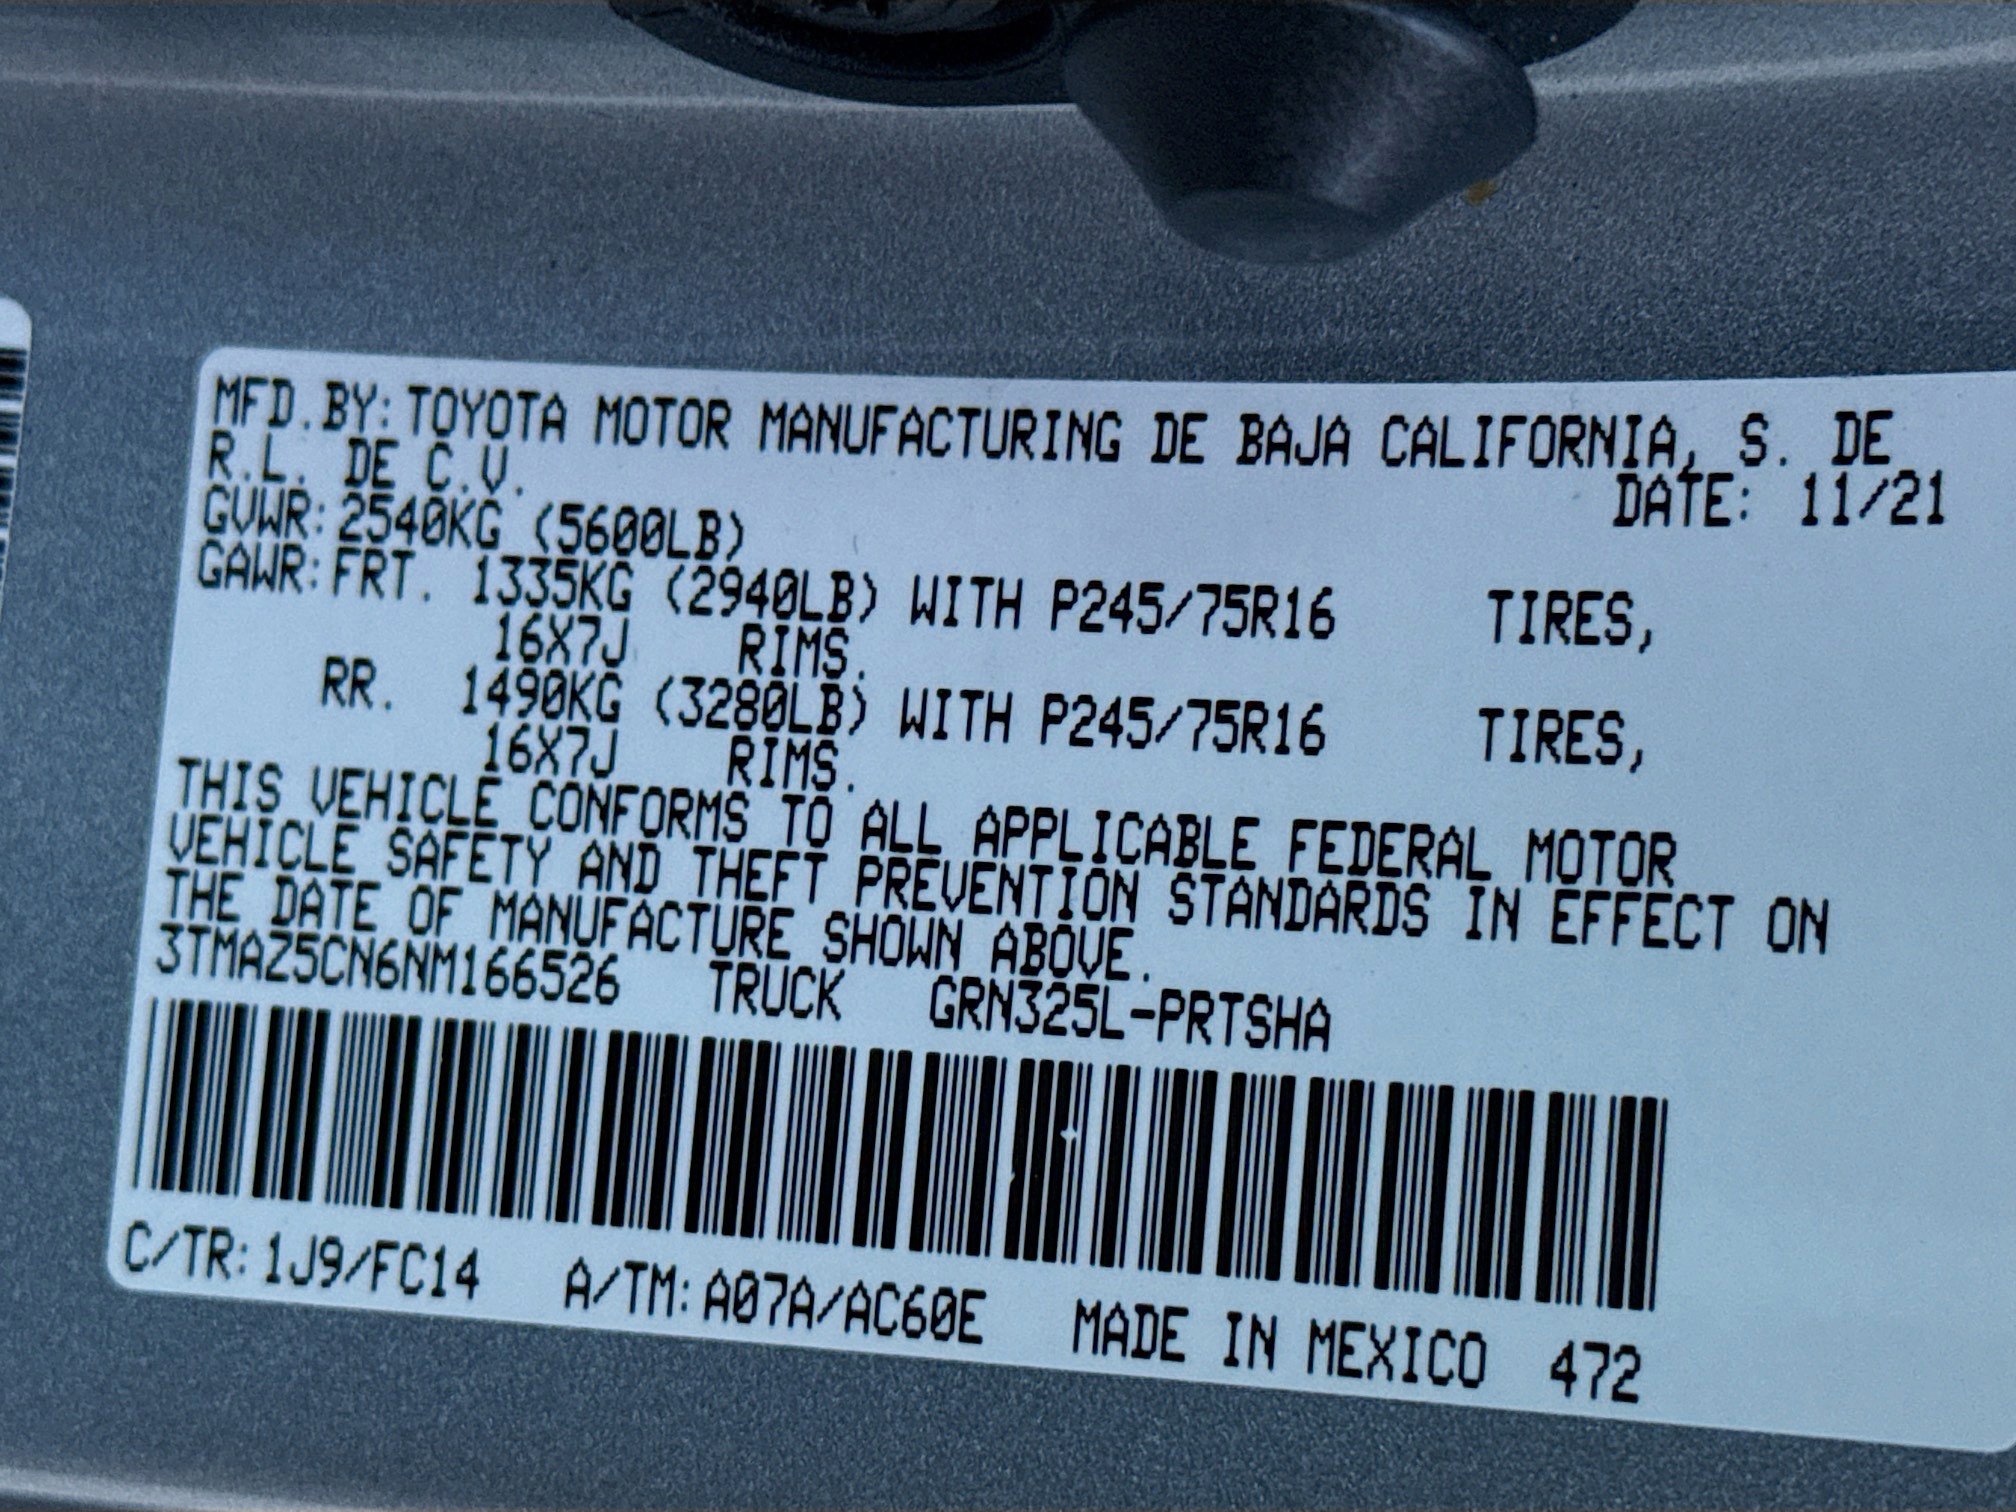 MFD.BY:TOYOTA MOTOR MANUFACTURING DE BAJA CALIFORNIA, S. DE
R.L. DE C.V.
DATE: 11/21
GVWR:2540KG (5600LB)
GAWR:FRT. 1335KG (2940LB) WITH P245/75R16 TIRES,
16X7J RIMS.
RR. 1490KG (3280LB) WITH P245/75R16 TIRES,
16X7J RIMS.
THIS VEHICLE CONFORMS TO ALL APPLICABLE FEDERAL MOTOR
VEHICLE SAFETY AND THEFT PREVENTION STANDARDS IN EFFECT ON
THE DATE OF MANUFACTURE SHOWN ABOVE.
3TMAZ5CN6NM166526 TRUCK GRN325L-PRTSHA
C/TR:1J9/FC14 A/TM:A07A/AC60E MADE IN MEXICO 472